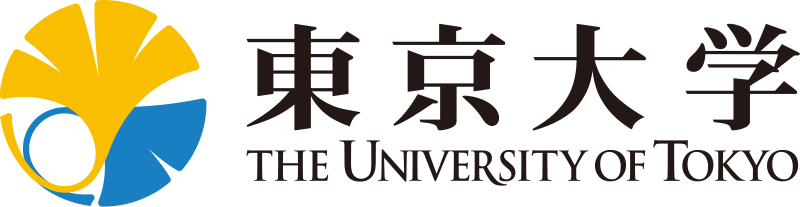 東京大学
THE UNIVERSITY OF TOKYO